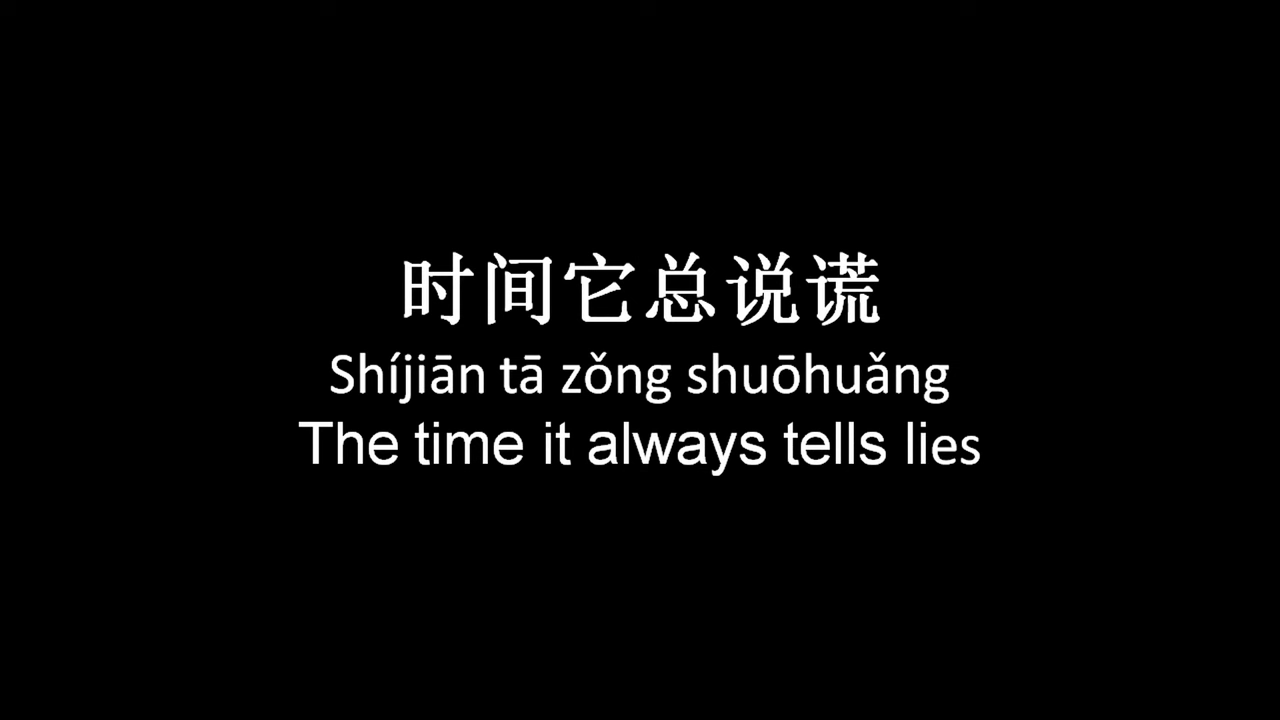 时间它总说谎
Shíjiān tā zǒng shuōhuǎng
The time it always tells lies